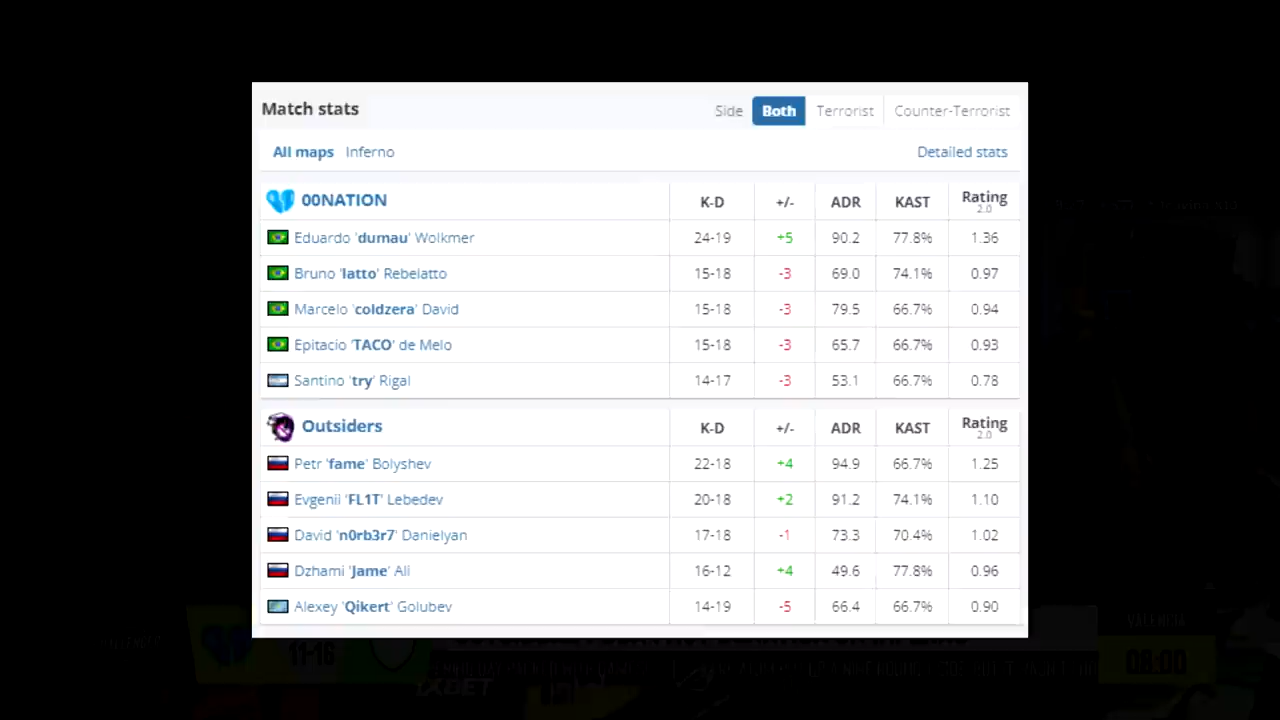 Match stats Side Both Terrorist Counter-Terrorist
All maps Inferno Detailed stats
00NATION K-D +/- ADR KAST Rating 2.0
Eduardo 'dumau' Wolkmer 24-19 +5 90.2 77.8% 1.36
Bruno 'latto' Rebelatto 15-18 -3 69.0 74.1% 0.97
Marcelo 'coldzera' David 15-18 -3 79.5 66.7% 0.94
Epitacio 'TACO' de Melo 15-18 -3 65.7 66.7% 0.93
Santino 'try' Rigal 14-17 -3 53.1 66.7% 0.78
Outsiders K-D +/- ADR KAST Rating 2.0
Petr 'fame' Bolyshev 22-18 +4 94.9 66.7% 1.25
Evgenii 'FL1T' Lebedev 20-18 +2 91.2 74.1% 1.10
David 'n0rb3r7' Danielyan 17-18 -1 73.3 70.4% 1.02
Dzhami 'Jame' Ali 16-12 +4 49.6 77.8% 0.96
Alexey 'Qikert' Golubev 14-19 -5 66.4 66.7% 0.90
VALENCIA
11-16 08:00
1XBET